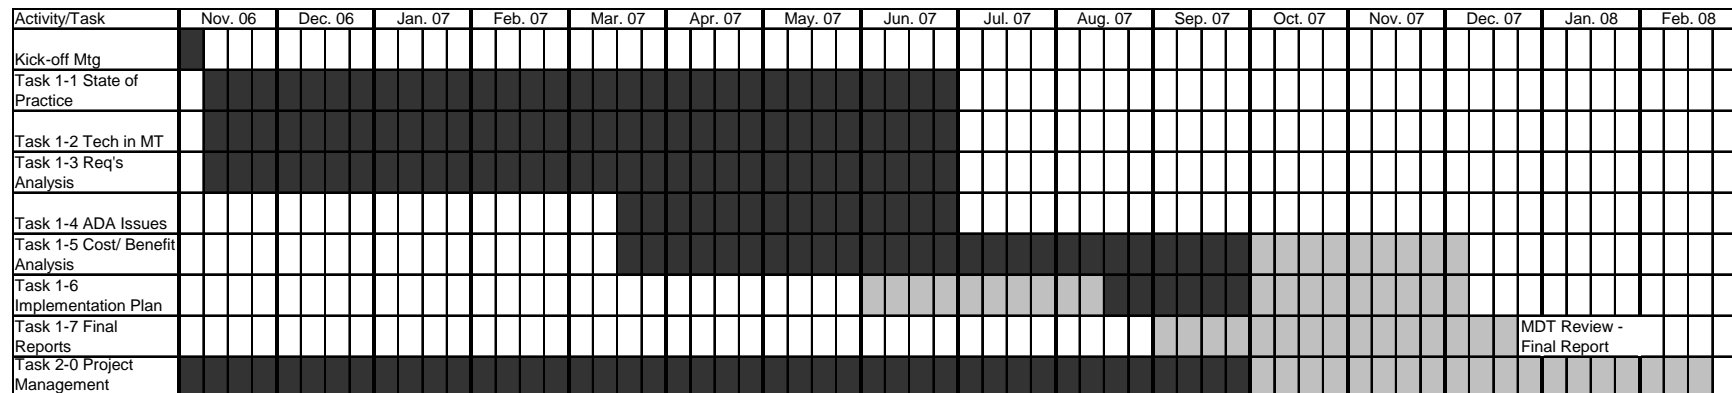 Activity/Task Nov. 06 Dec. 06 Jan. 07 Feb. 07 Mar. 07 Apr. 07 May. 07 Jun. 07 Jul. 07 Aug. 07 Sep. 07 Oct. 07 Nov. 07 Dec. 07 Jan. 08 Feb. 08
Kick-off Mtg
Task 1-1 State of
Practice
Task 1-2 Tech in MT
Task 1-3 Req's
Analysis
Task 1-4 ADA Issues
Task 1-5 Cost/ Benefit
Analysis
Task 1-6
Implementation Plan
Task 1-7 Final
Reports
MDT Review -
Final Report
Task 2-0 Project
Management